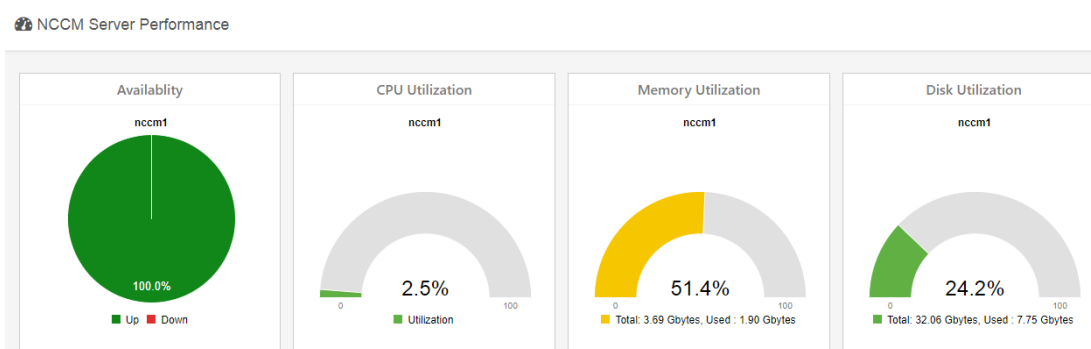 NCCM Server Performance
Availablity
nccm1
100.0%
Up Down
CPU Utilization
nccm1
2.5%
0 100
Utilization
Memory Utilization
nccm1
51.4%
0 100
Total: 3.69 Gbytes, Used : 1.90 Gbytes
Disk Utilization
nccm1
24.2%
0 100
Total: 32.06 Gbytes, Used : 7.75 Gbytes